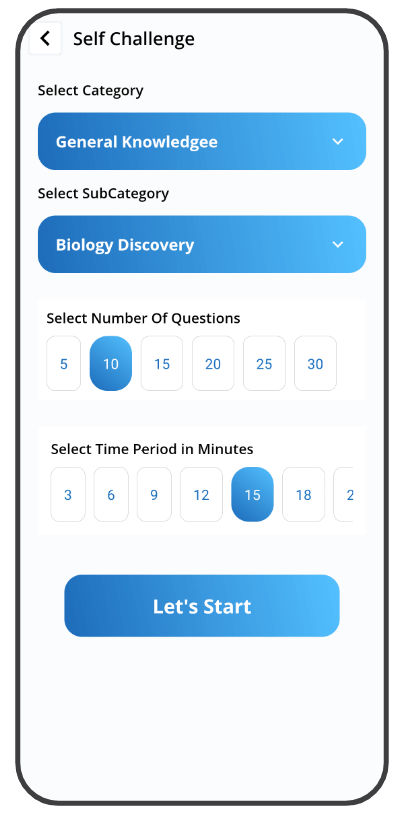 Self Challenge
Select Category
General Knowledgee
Select SubCategory
Biology Discovery
Select Number Of Questions
5 10 15 20 25 30
Select Time Period in Minutes
3 6 9 12 15 18 2
Let's Start